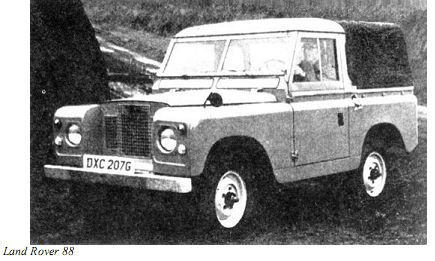 DXC 207G
Land Rover 88